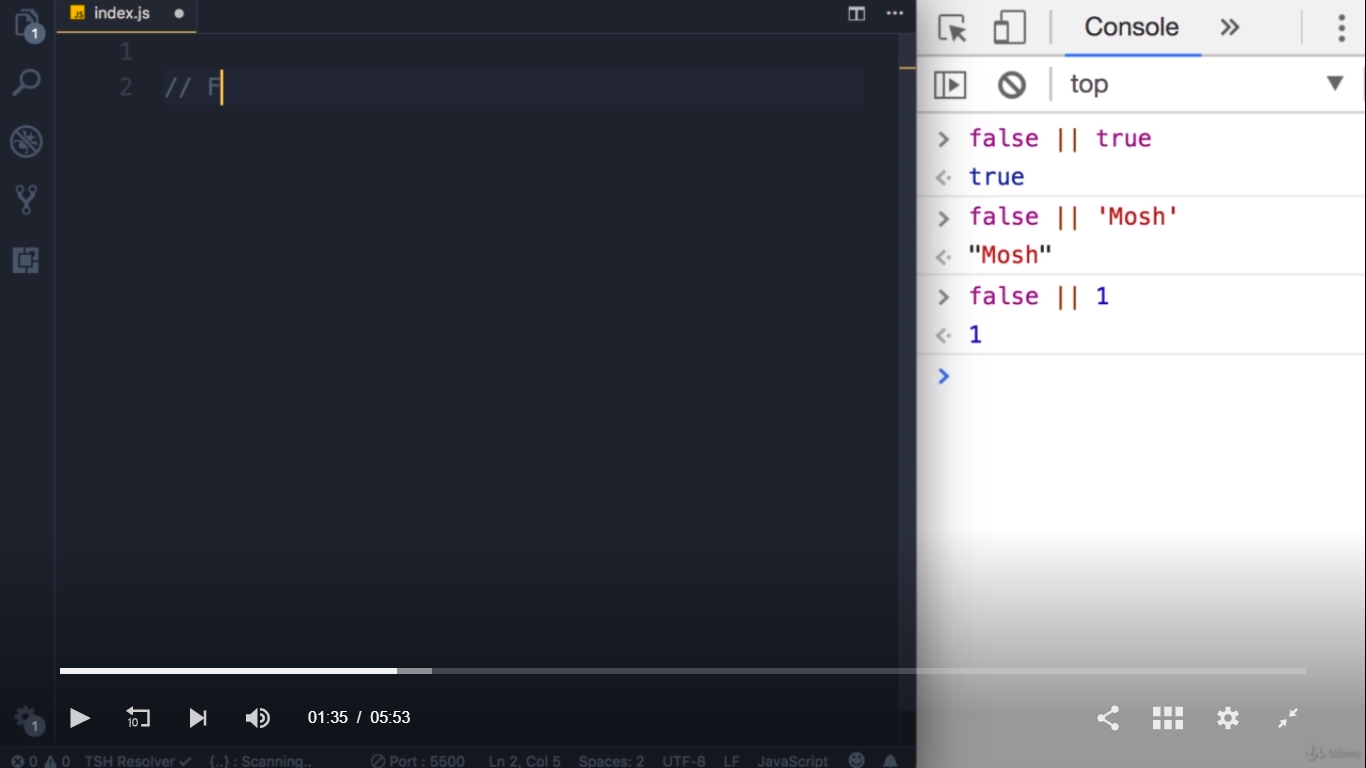 JS index.js
1
1
2 // F
Console
top
false || true
true
false || 'Mosh'
"Mosh"
false || 1
1
10
01:35 / 05:53
1
0 0 TSH Resolver {..} : Scanning.. Port : 5500 Ln 2, Col 5 Spaces: 2 UTF-8 LF JavaScript
Udemy